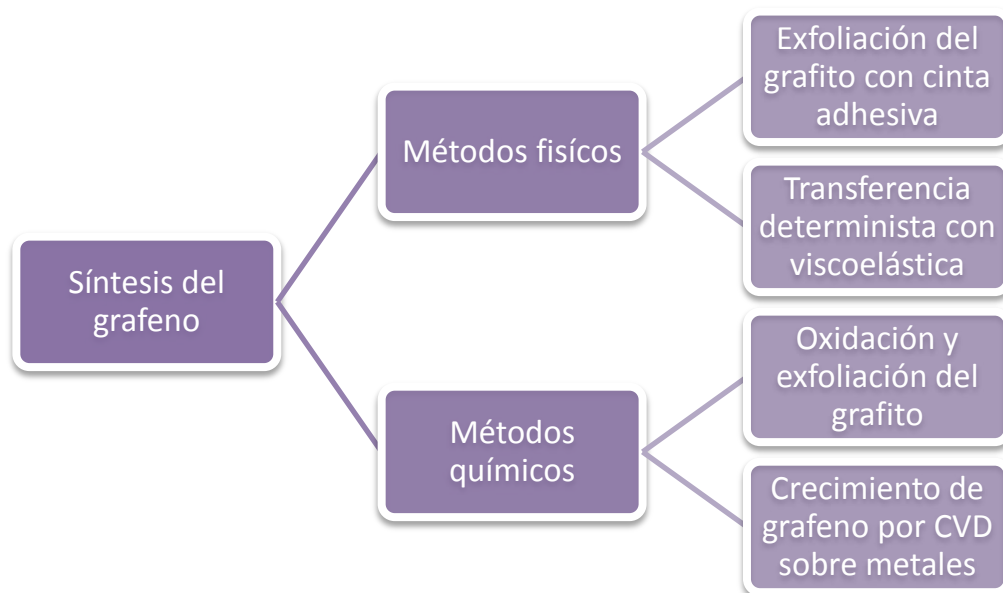 Síntesis del
grafeno
Métodos fisícos
Exfoliación del
grafito con cinta
adhesiva
Transferencia
determinista con
viscoelástica
Métodos
químicos
Oxidación y
exfoliación del
grafito
Crecimiento de
grafeno por CVD
sobre metales